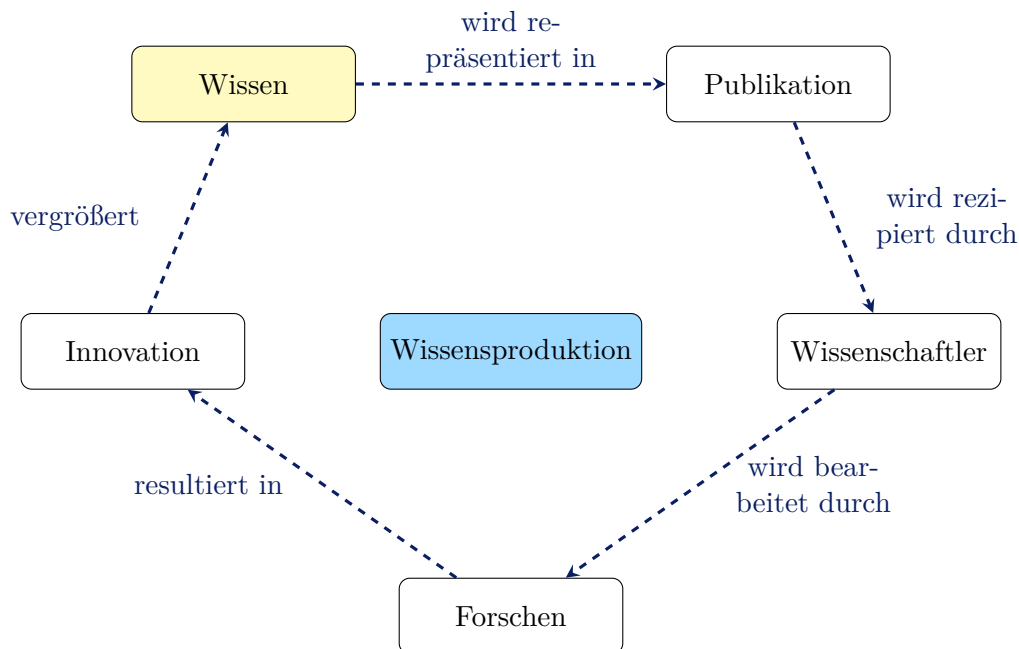 wird re-
präsentiert in
Wissen
Publikation
vergrößert
wird rezi-
piert durch
Innovation
Wissensproduktion
Wissenschaftler
resultiert in
wird bear-
beitet durch
Forschen